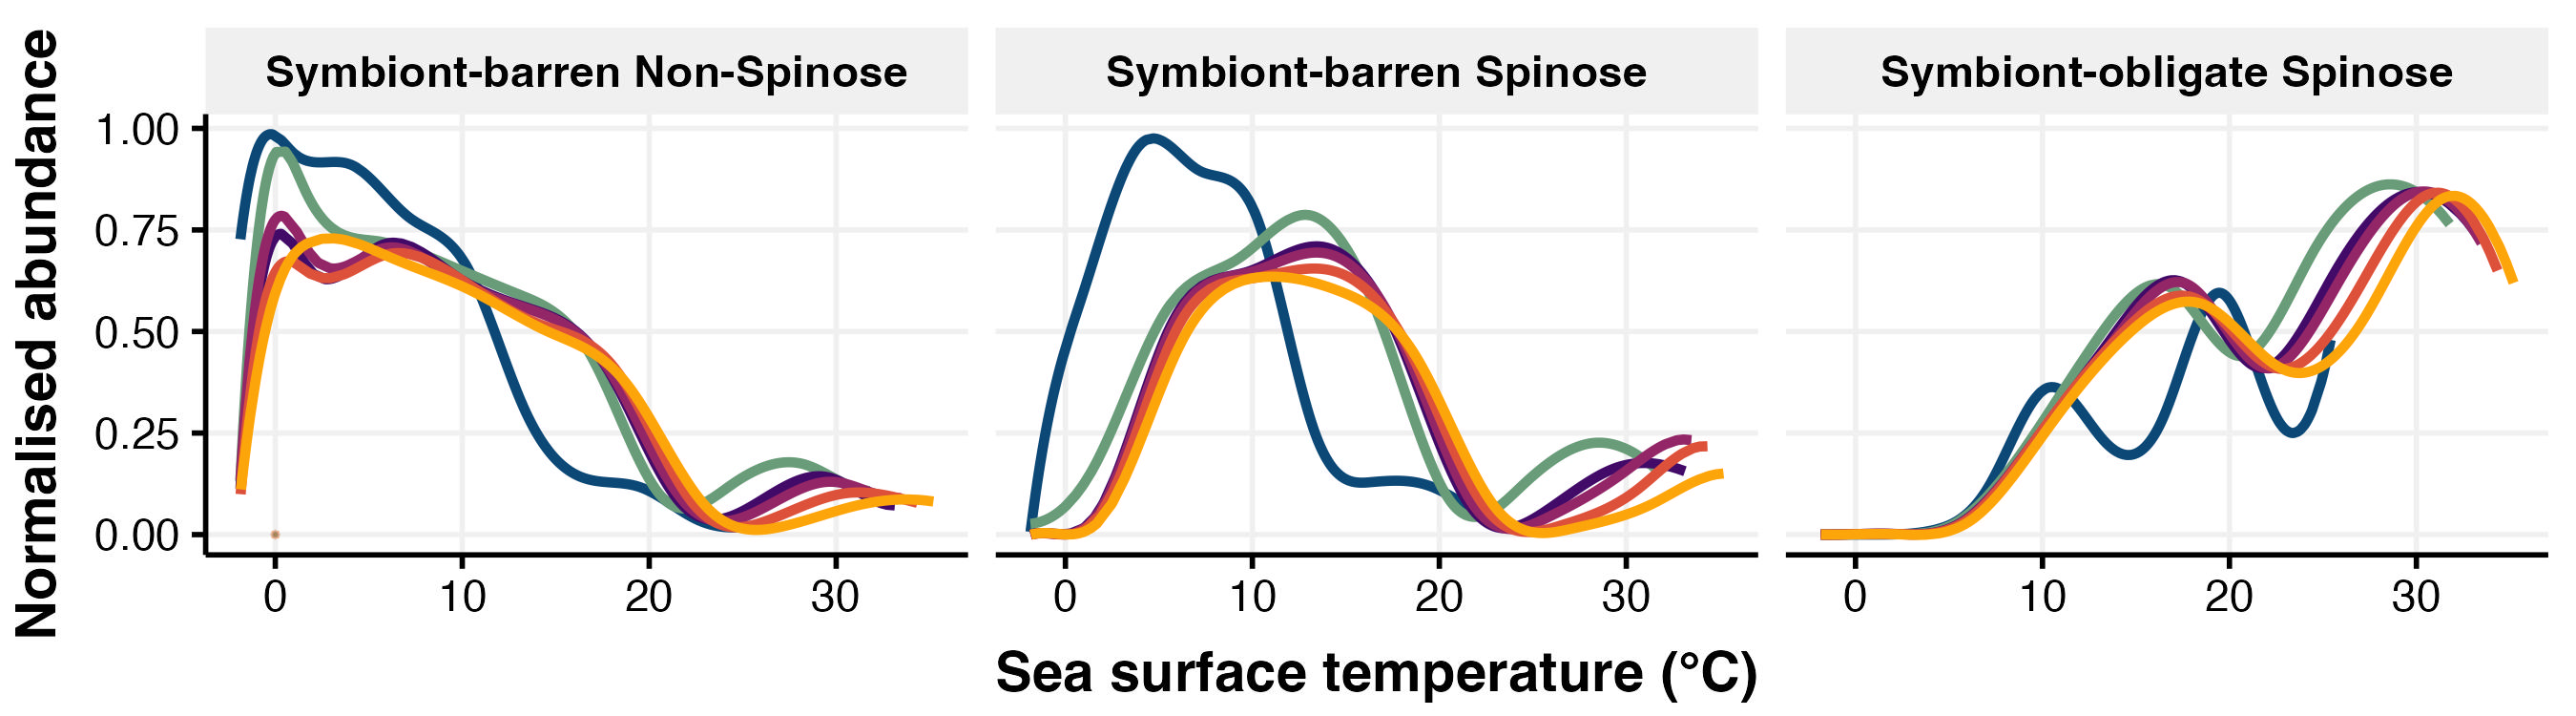 Symbiont-barren Non-Spinose
Symbiont-barren Spinose
Symbiont-obligate Spinose
Normalised abundance
1.00
0.75
0.50
0.25
0.00
0 10 20 30
0 10 20 30
0 10 20 30
Sea surface temperature (°C)